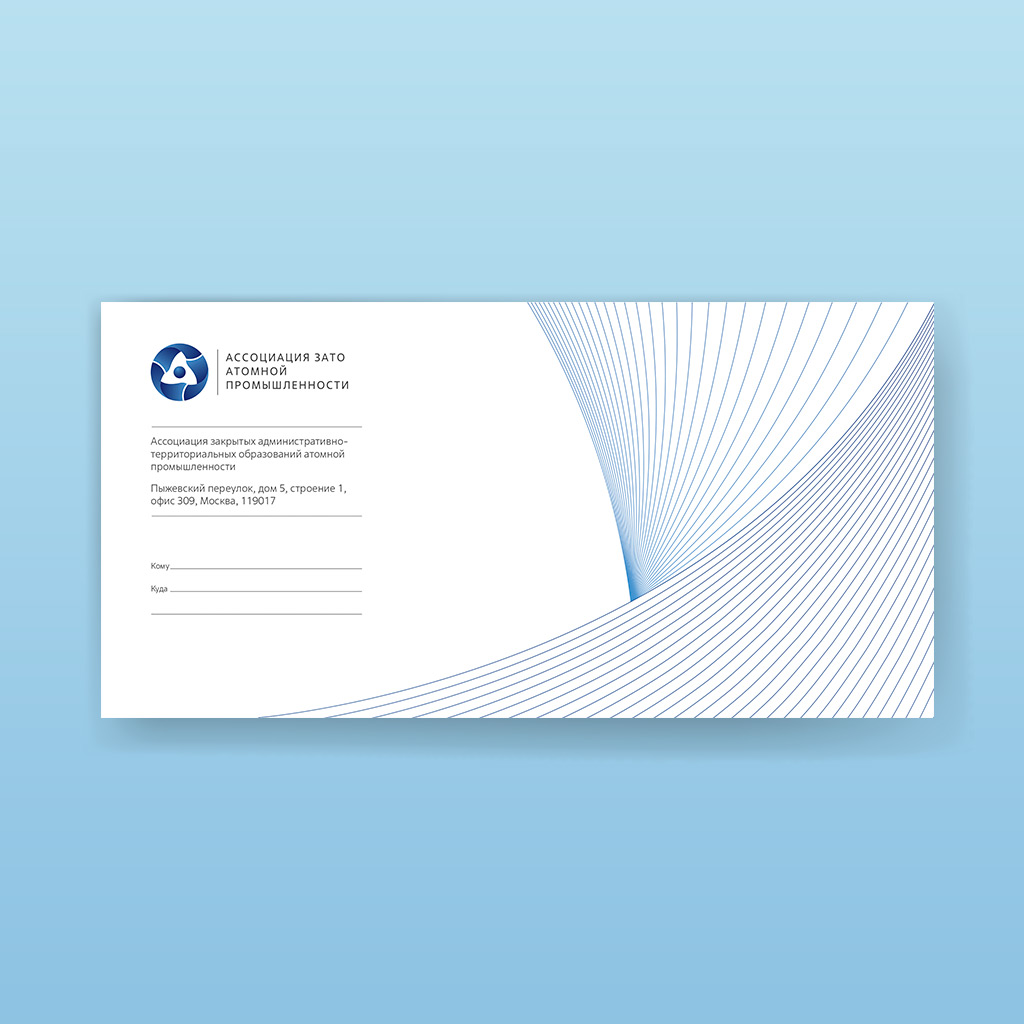 АССОЦИАЦИЯ ЗАТО
АТОМНОЙ
ПРОМЫШЛЕННОСТИ
Ассоциация закрытых административно-
территориальных образований атомной
промышленности
Пыжевский переулок, дом 5, строение 1,
офис 309, Москва, 119017
Кому
Куда